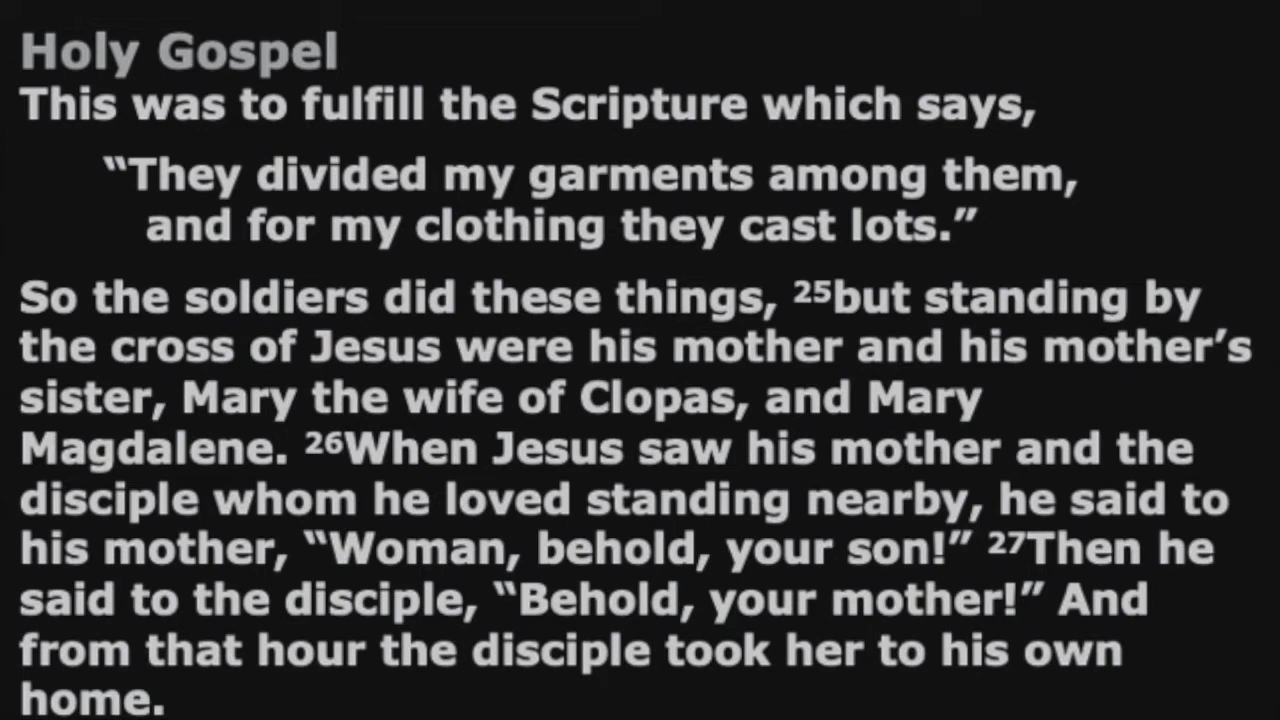 Holy Gospel
This was to fulfill the Scripture which says,
“They divided my garments among them,
and for my clothing they cast lots.”
So the soldiers did these things, ²⁵but standing by
the cross of Jesus were his mother and his mother’s
sister, Mary the wife of Clopas, and Mary
Magdalene. ²⁶When Jesus saw his mother and the
disciple whom he loved standing nearby, he said to
his mother, “Woman, behold, your son!” ²⁷Then he
said to the disciple, “Behold, your mother!” And
from that hour the disciple took her to his own
home.